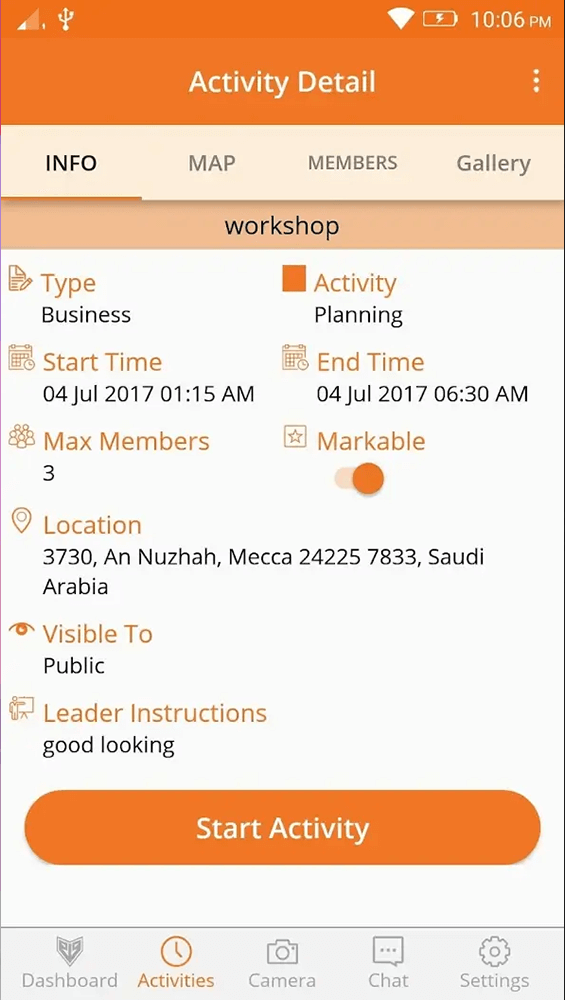 10:06 PM
Activity Detail
INFO MAP MEMBERS Gallery
workshop
Type Activity
Business Planning
Start Time End Time
04 Jul 2017 01:15 AM 04 Jul 2017 06:30 AM
Max Members Markable
3
Location
3730, An Nuzhah, Mecca 24225 7833, Saudi
Arabia
Visible To
Public
Leader Instructions
good looking
Start Activity
Dashboard Activities Camera Chat Settings